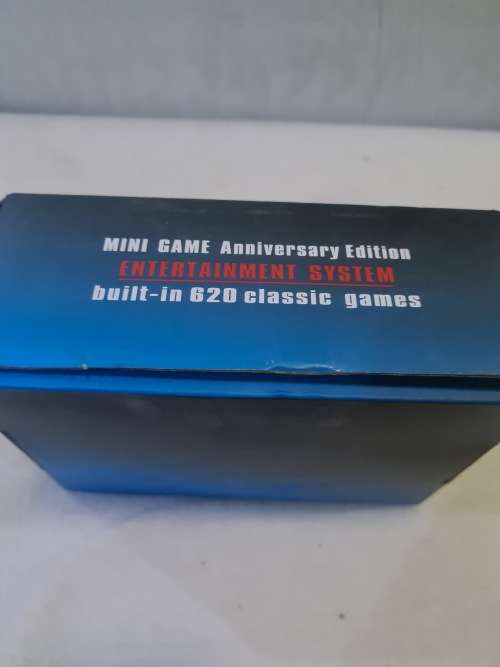 MINI GAME Anniversary Edition
ENTERTAINMENT SYSTEM
built-in 620 classic games